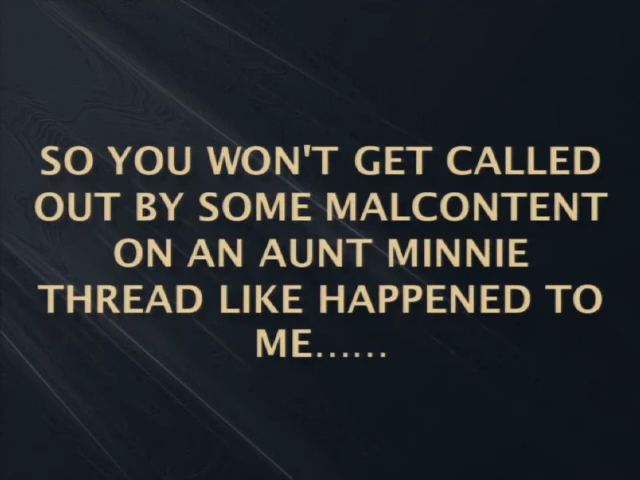 SO YOU WON'T GET CALLED
OUT BY SOME MALCONTENT
ON AN AUNT MINNIE
THREAD LIKE HAPPENED TO
ME......